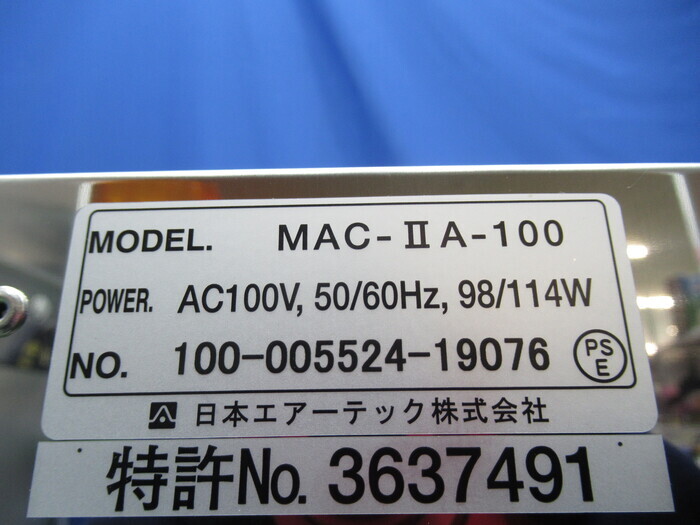 MODEL. MAC-ⅡA-100
POWER. AC100V, 50/60Hz, 98/114W
NO. 100-005524-19076 PSE
日本エアーテック株式会社
特許No. 3637491